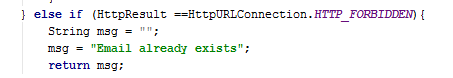 } else if (HttpResult ==HttpURLConnection.HTTP_FORBIDDEN){
String msg = "";
msg = "Email already exists";
return msg;